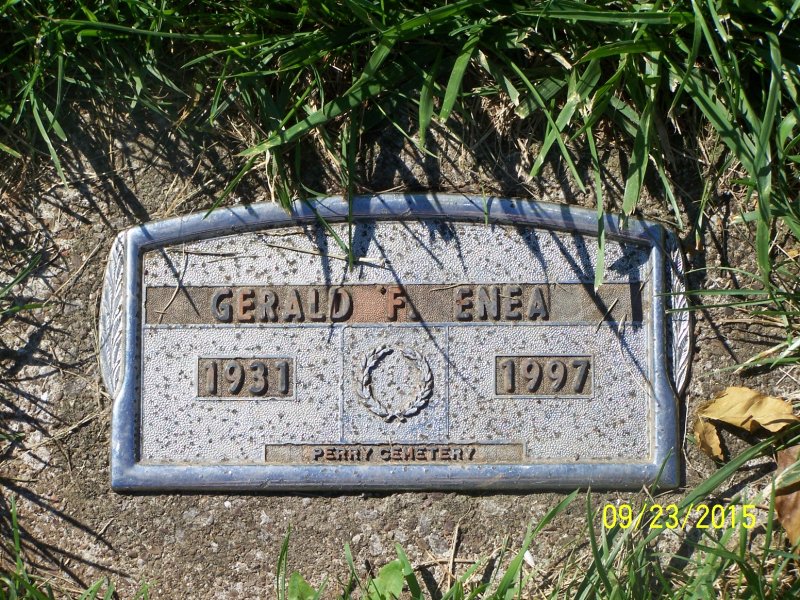 GERALD F. ENEA
1931 1997
PERRY CEMETERY
09/23/2015